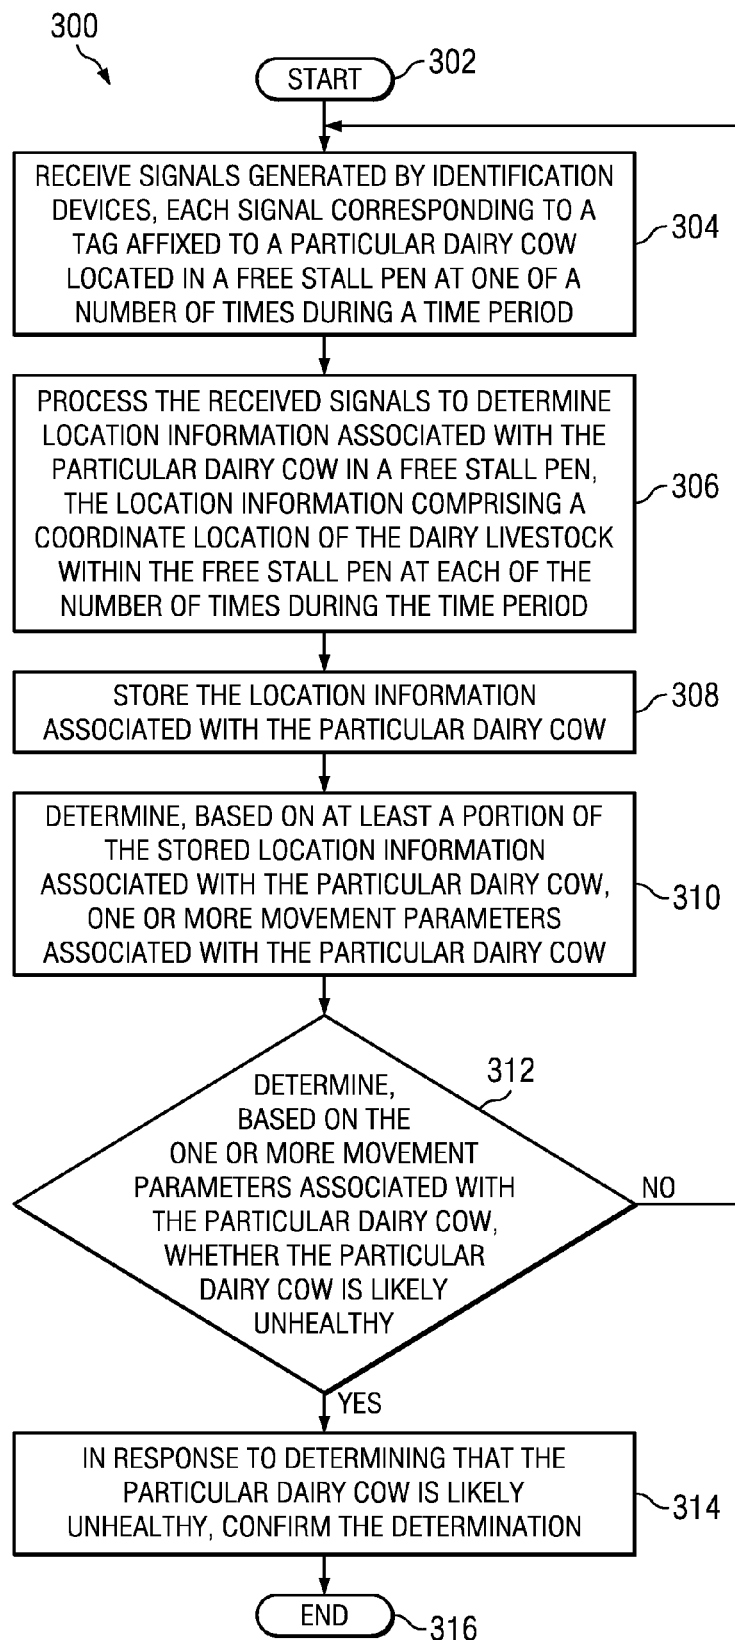 300
START
302
RECEIVE SIGNALS GENERATED BY IDENTIFICATION
DEVICES, EACH SIGNAL CORRESPONDING TO A
TAG AFFIXED TO A PARTICULAR DAIRY COW
LOCATED IN A FREE STALL PEN AT ONE OF A
NUMBER OF TIMES DURING A TIME PERIOD
304
PROCESS THE RECEIVED SIGNALS TO DETERMINE
LOCATION INFORMATION ASSOCIATED WITH THE
PARTICULAR DAIRY COW IN A FREE STALL PEN,
THE LOCATION INFORMATION COMPRISING A
COORDINATE LOCATION OF THE DAIRY LIVESTOCK
WITHIN THE FREE STALL PEN AT EACH OF THE
NUMBER OF TIMES DURING THE TIME PERIOD
306
STORE THE LOCATION INFORMATION
ASSOCIATED WITH THE PARTICULAR DAIRY COW
308
DETERMINE, BASED ON AT LEAST A PORTION OF
THE STORED LOCATION INFORMATION
ASSOCIATED WITH THE PARTICULAR DAIRY COW,
ONE OR MORE MOVEMENT PARAMETERS
ASSOCIATED WITH THE PARTICULAR DAIRY COW
310
DETERMINE,
BASED ON THE
ONE OR MORE MOVEMENT
PARAMETERS ASSOCIATED WITH
THE PARTICULAR DAIRY COW,
WHETHER THE PARTICULAR
DAIRY COW IS LIKELY
UNHEALTHY
312
NO
YES
IN RESPONSE TO DETERMINING THAT THE
PARTICULAR DAIRY COW IS LIKELY
UNHEALTHY, CONFIRM THE DETERMINATION
314
END
316